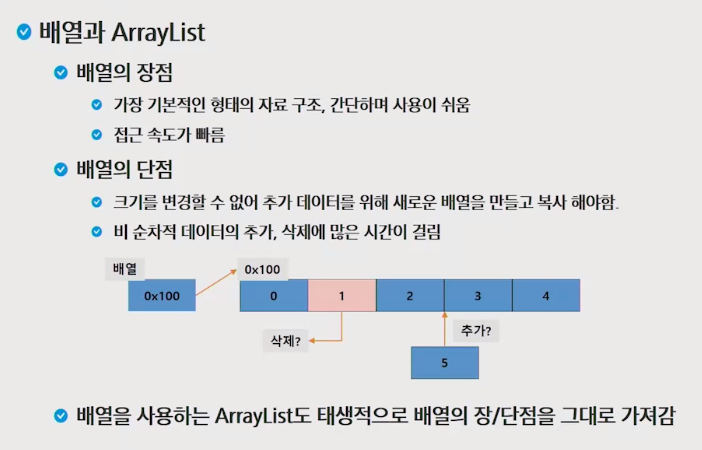 배열과 ArrayList
배열의 장점
가장 기본적인 형태의 자료 구조, 간단하며 사용이 쉬움
접근 속도가 빠름
배열의 단점
크기를 변경할 수 없어 추가 데이터를 위해 새로운 배열을 만들고 복사 해야함.
비 순차적 데이터의 추가, 삭제에 많은 시간이 걸림
배열 0x100
0x100 0 1 2 3 4
삭제? 추가?
5
배열을 사용하는 ArrayList도 태생적으로 배열의 장/단점을 그대로 가져감